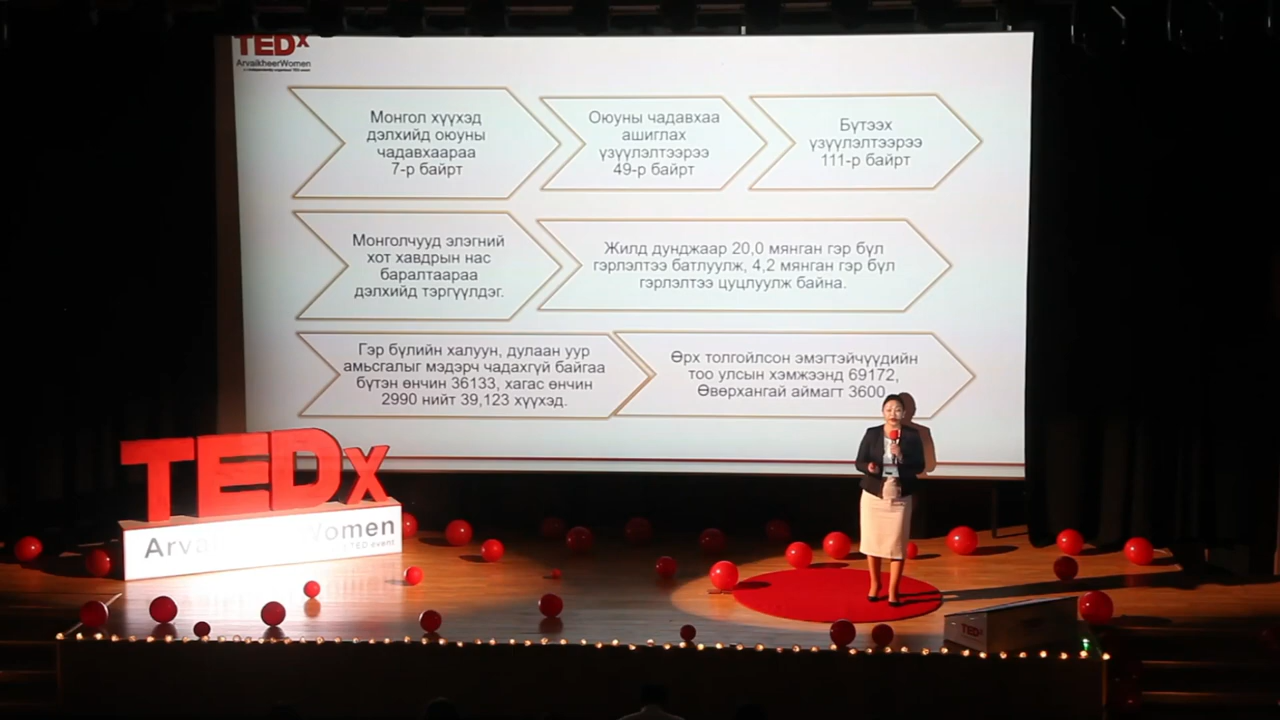 TEDx
ArvaikheerWomen
Монгол хүүхэд
дэлхийд оюуны
чадавхаараа
7-р байрт
Оюуны чадавхаа
ашиглах
үзүүлэлтээрээ
49-р байрт
Бүтээх
үзүүлэлтээрээ
111-р байрт
Монголчууд элэгний
хот хавдрын нас
баралтаараа
дэлхийд тэргүүлдэг.
Жилд дунджаар 20,0 мянган гэр бүл
гэрлэлтээ батлуулж, 4,2 мянган гэр бүл
гэрлэлтээ цуцлуулж байна.
Гэр бүлийн халуун, дулаан уур
амьсгалыг мэдэрч чадахгүй байгаа
бүтэн өнчин 36133, хагас өнчин
2990 нийт 39,123 хүүхэд.
Өрх толгойлсон эмэгтэйчүүдийн
тоо улсын хэмжээнд 69172,
Өвөрхангай аймагт 3600
TEDx
Women
TED event
TEDx